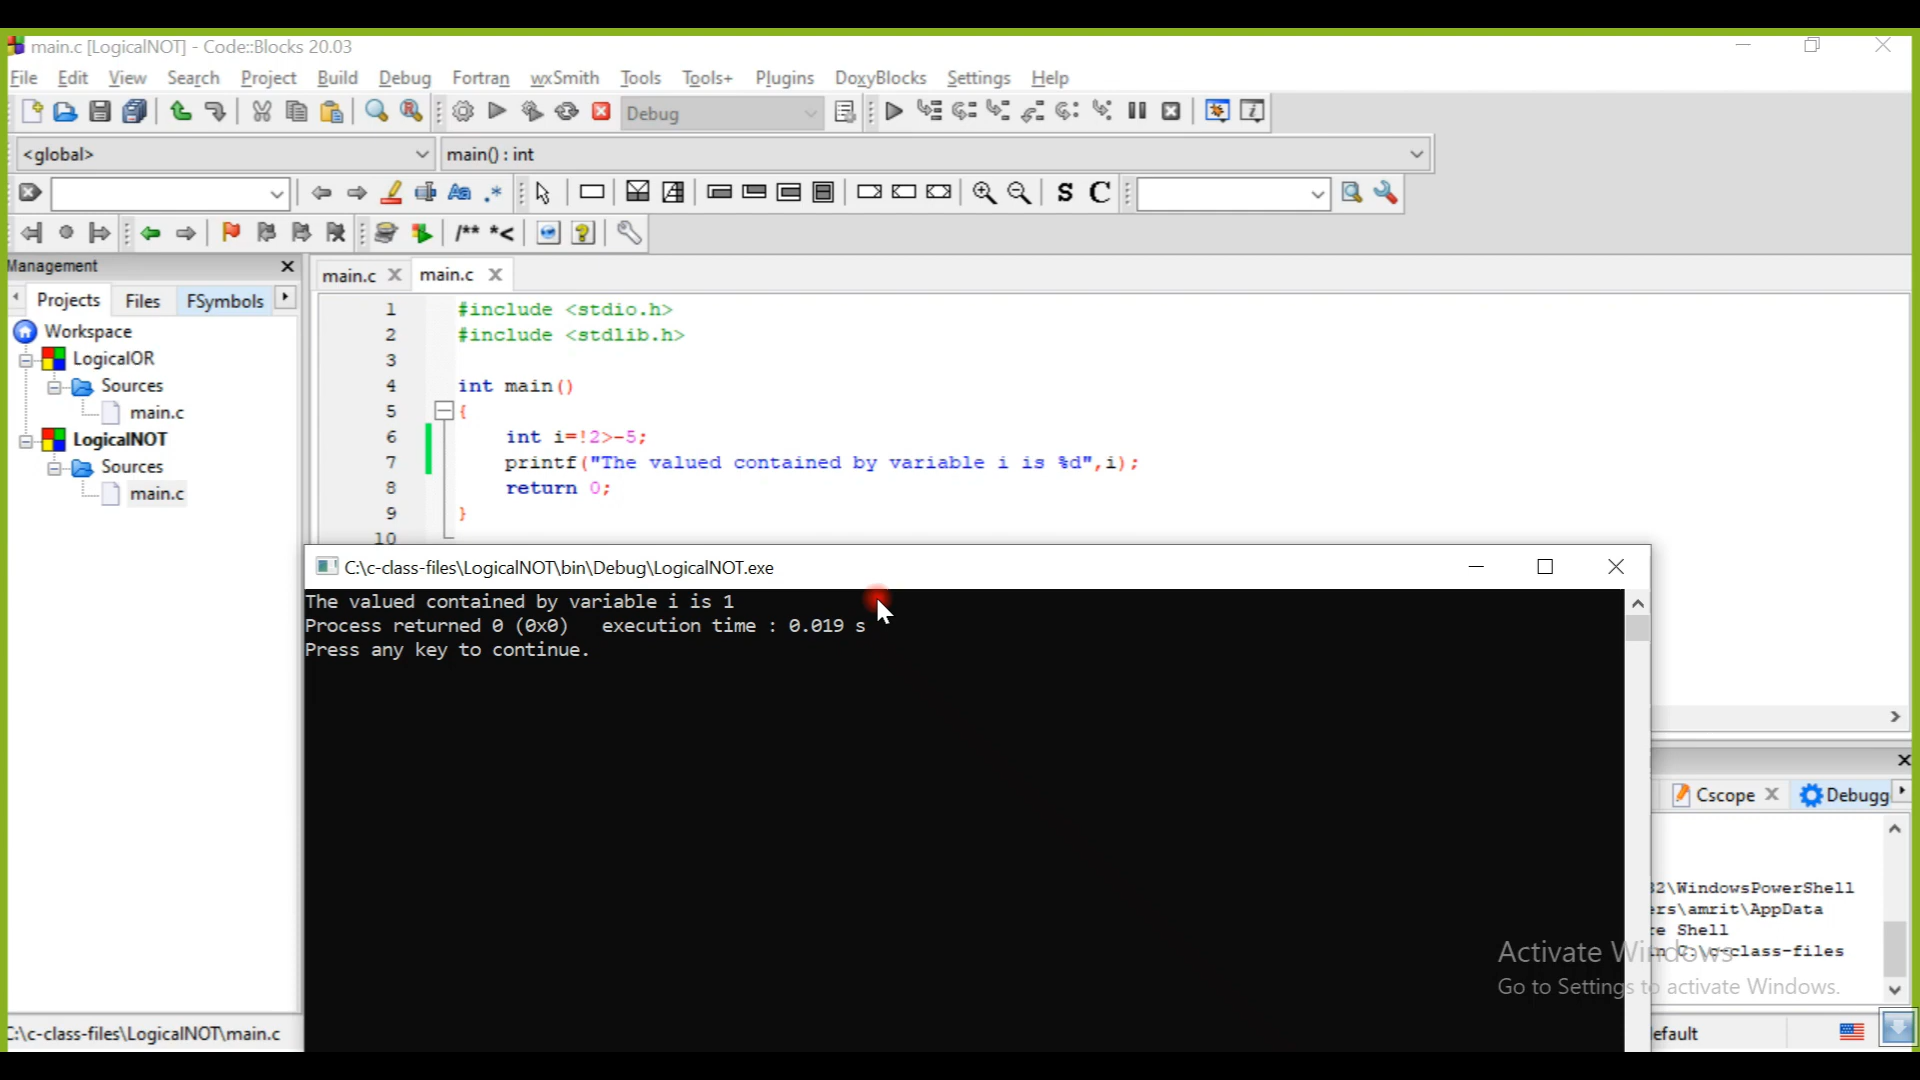 main.c [LogicalNOT] - Code::Blocks 20.03
File Edit View Search Project Build Debug Fortran wxSmith Tools Tools+ Plugins DoxyBlocks Settings Help
Debug
<global> main() : int
S C
/** *<
Management
main.c main.c
Projects Files FSymbols
Workspace
LogicalOR
Sources
main.c
LogicalNOT
Sources
main.c
1 #include <stdio.h>
2 #include <stdlib.h>
3
4 int main()
5 {
6 int i=!2>-5;
7 printf("The valued contained by variable i is %d",i);
8 return 0;
9 }
10
C:\c-class-files\LogicalNOT\bin\Debug\LogicalNOT.exe
The valued contained by variable i is 1
Process returned 0 (0x0) execution time : 0.019 s
Press any key to continue.
Cscope Debugg
32\WindowsPowerShell
ers\amrit\AppData
re Shell
in C:\c-class-files
Activate Windows
Go to Settings to activate Windows.
C:\c-class-files\LogicalNOT\main.c
default